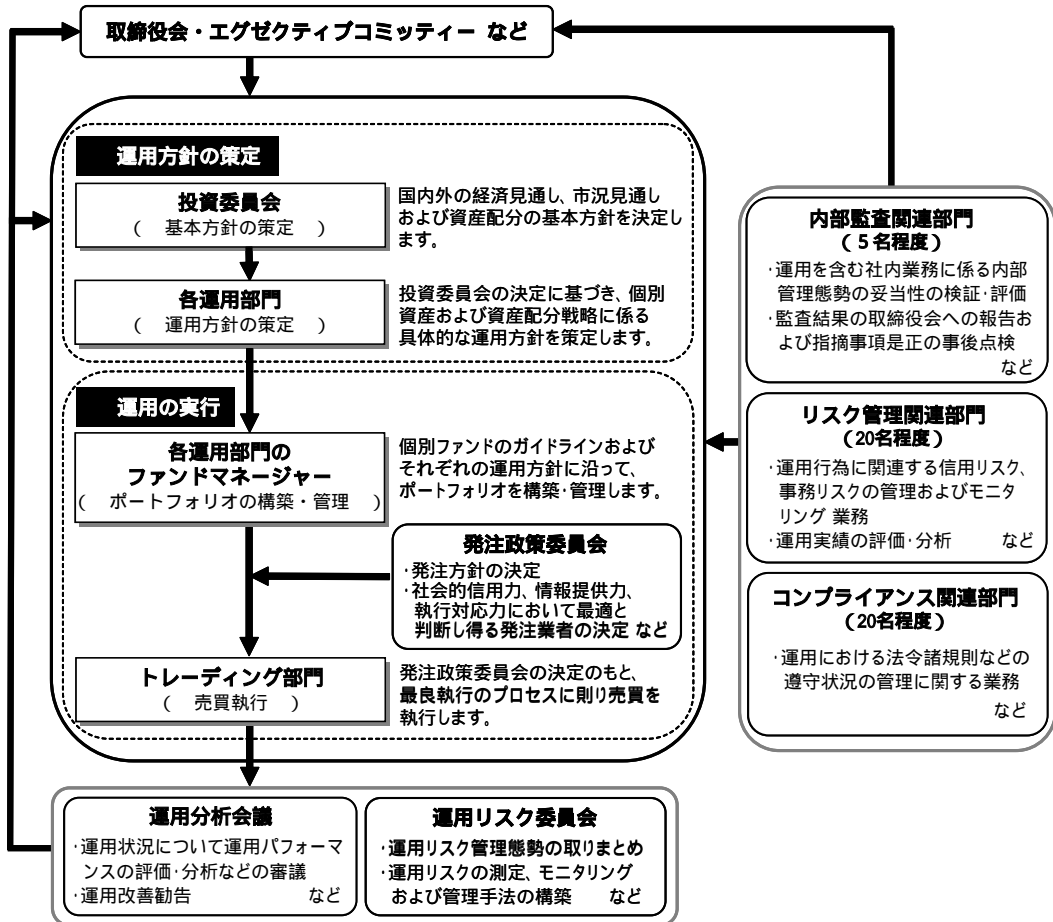 取締役会・エグゼクティブコミッティー など
運用方針の策定
投資委員会
( 基本方針の策定 )
国内外の経済見通し、市況見通し
および資産配分の基本方針を決定し
ます。
各運用部門
( 運用方針の策定 )
投資委員会の決定に基づき、個別
資産および資産配分戦略に係る
具体的な運用方針を策定します。
運用の実行
各運用部門の
ファンドマネージャー
( ポートフォリオの構築・管理 )
個別ファンドのガイドラインおよび
それぞれの運用方針に沿って、
ポートフォリオを構築・管理します。
発注政策委員会
・発注方針の決定
・社会的信用力、情報提供力、
執行対応力において最適と
判断し得る発注業者の決定 など
トレーディング部門
( 売買執行 )
発注政策委員会の決定のもと、
最良執行のプロセスに則り売買を
執行します。
運用分析会議
・運用状況について運用パフォーマ
ンスの評価・分析などの審議
・運用改善勧告 など
運用リスク委員会
・運用リスク管理態勢の取りまとめ
・運用リスクの測定、モニタリング
および管理手法の構築 など
内部監査関連部門
(5名程度)
・運用を含む社内業務に係る内部
管理態勢の妥当性の検証・評価
・監査結果の取締役会への報告お
よび指摘事項是正の事後点検
など
リスク管理関連部門
(20名程度)
・運用行為に関連する信用リスク、
事務リスクの管理およびモニタ
リング 業務
・運用実績の評価・分析 など
コンプライアンス関連部門
(20名程度)
・運用における法令諸規則などの
遵守状況の管理に関する業務
など